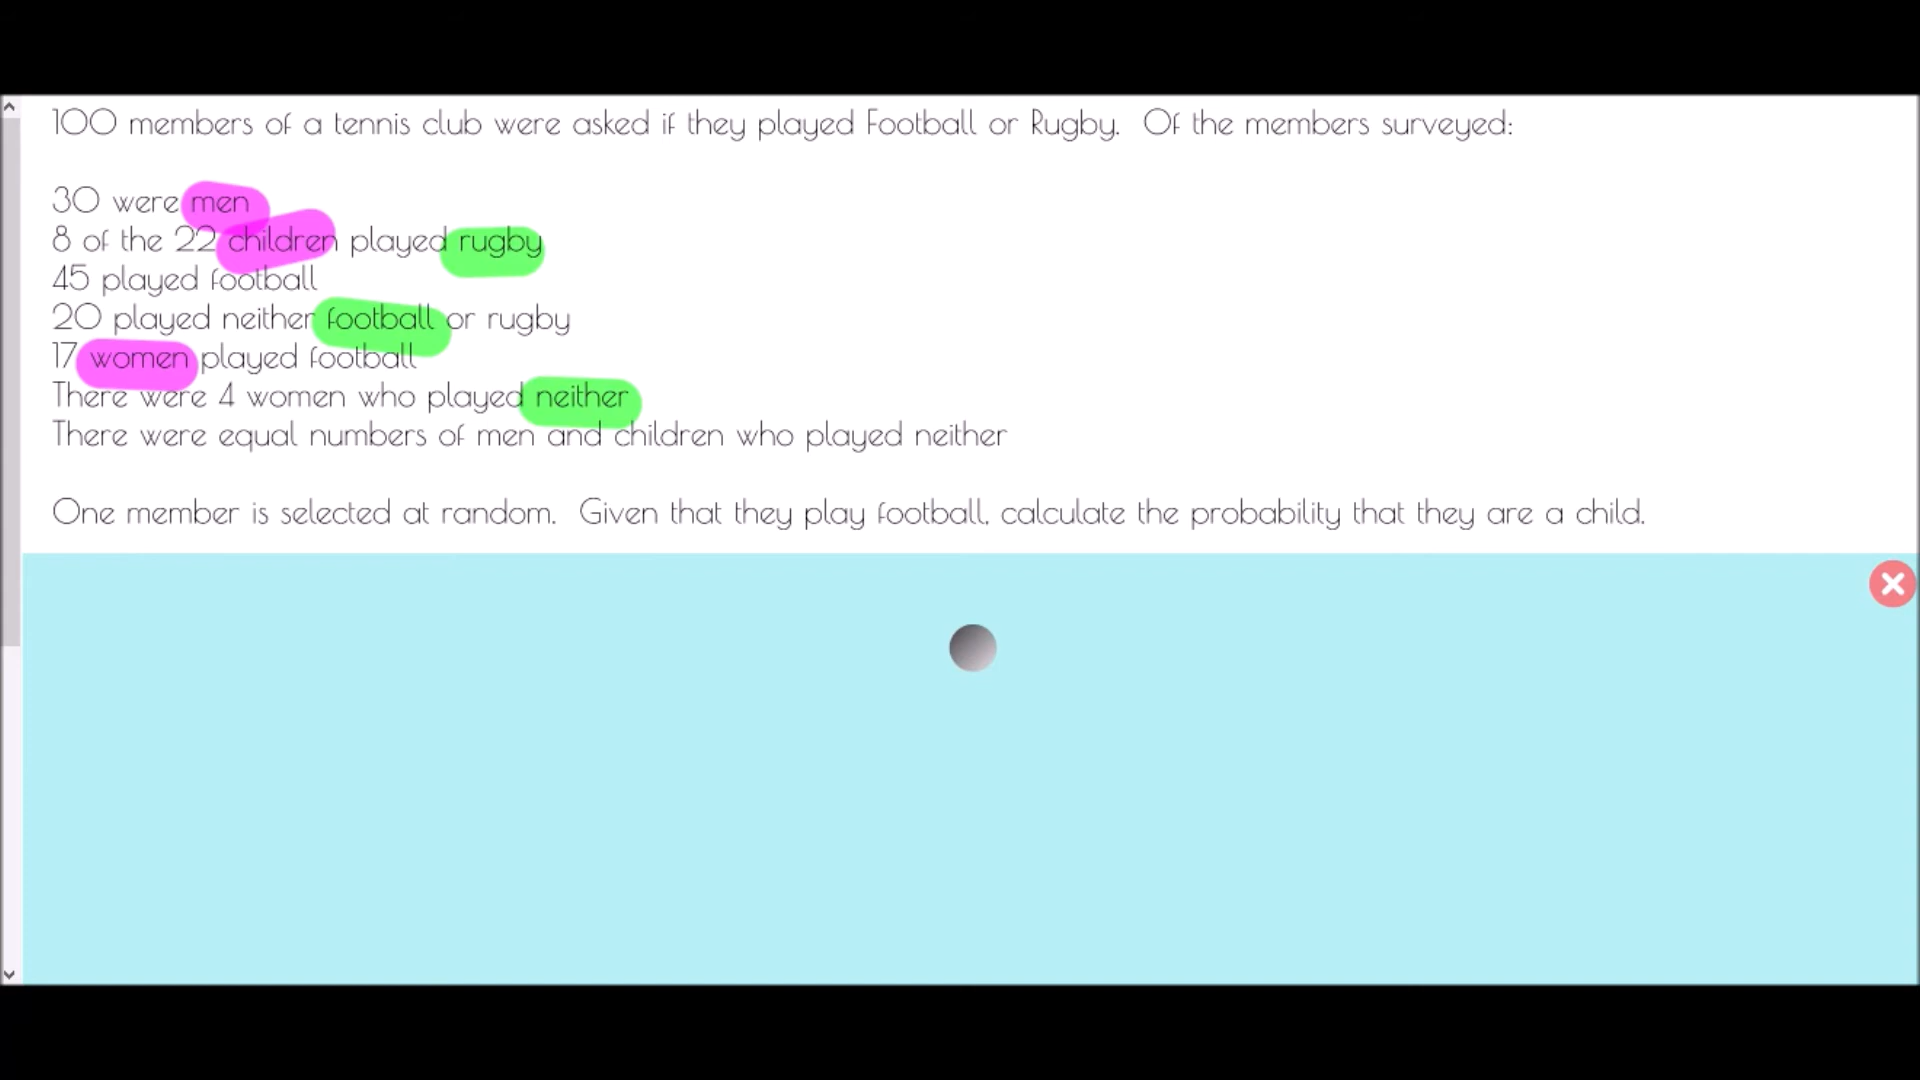 100 members of a tennis club were asked if they played Football or Rugby. Of the members surveyed:
30 were men
8 of the 22 children played rugby
45 played football
20 played neither football or rugby
17 women played football
There were 4 women who played neither
There were equal numbers of men and children who played neither
One member is selected at random. Given that they play football, calculate the probability that they are a child.